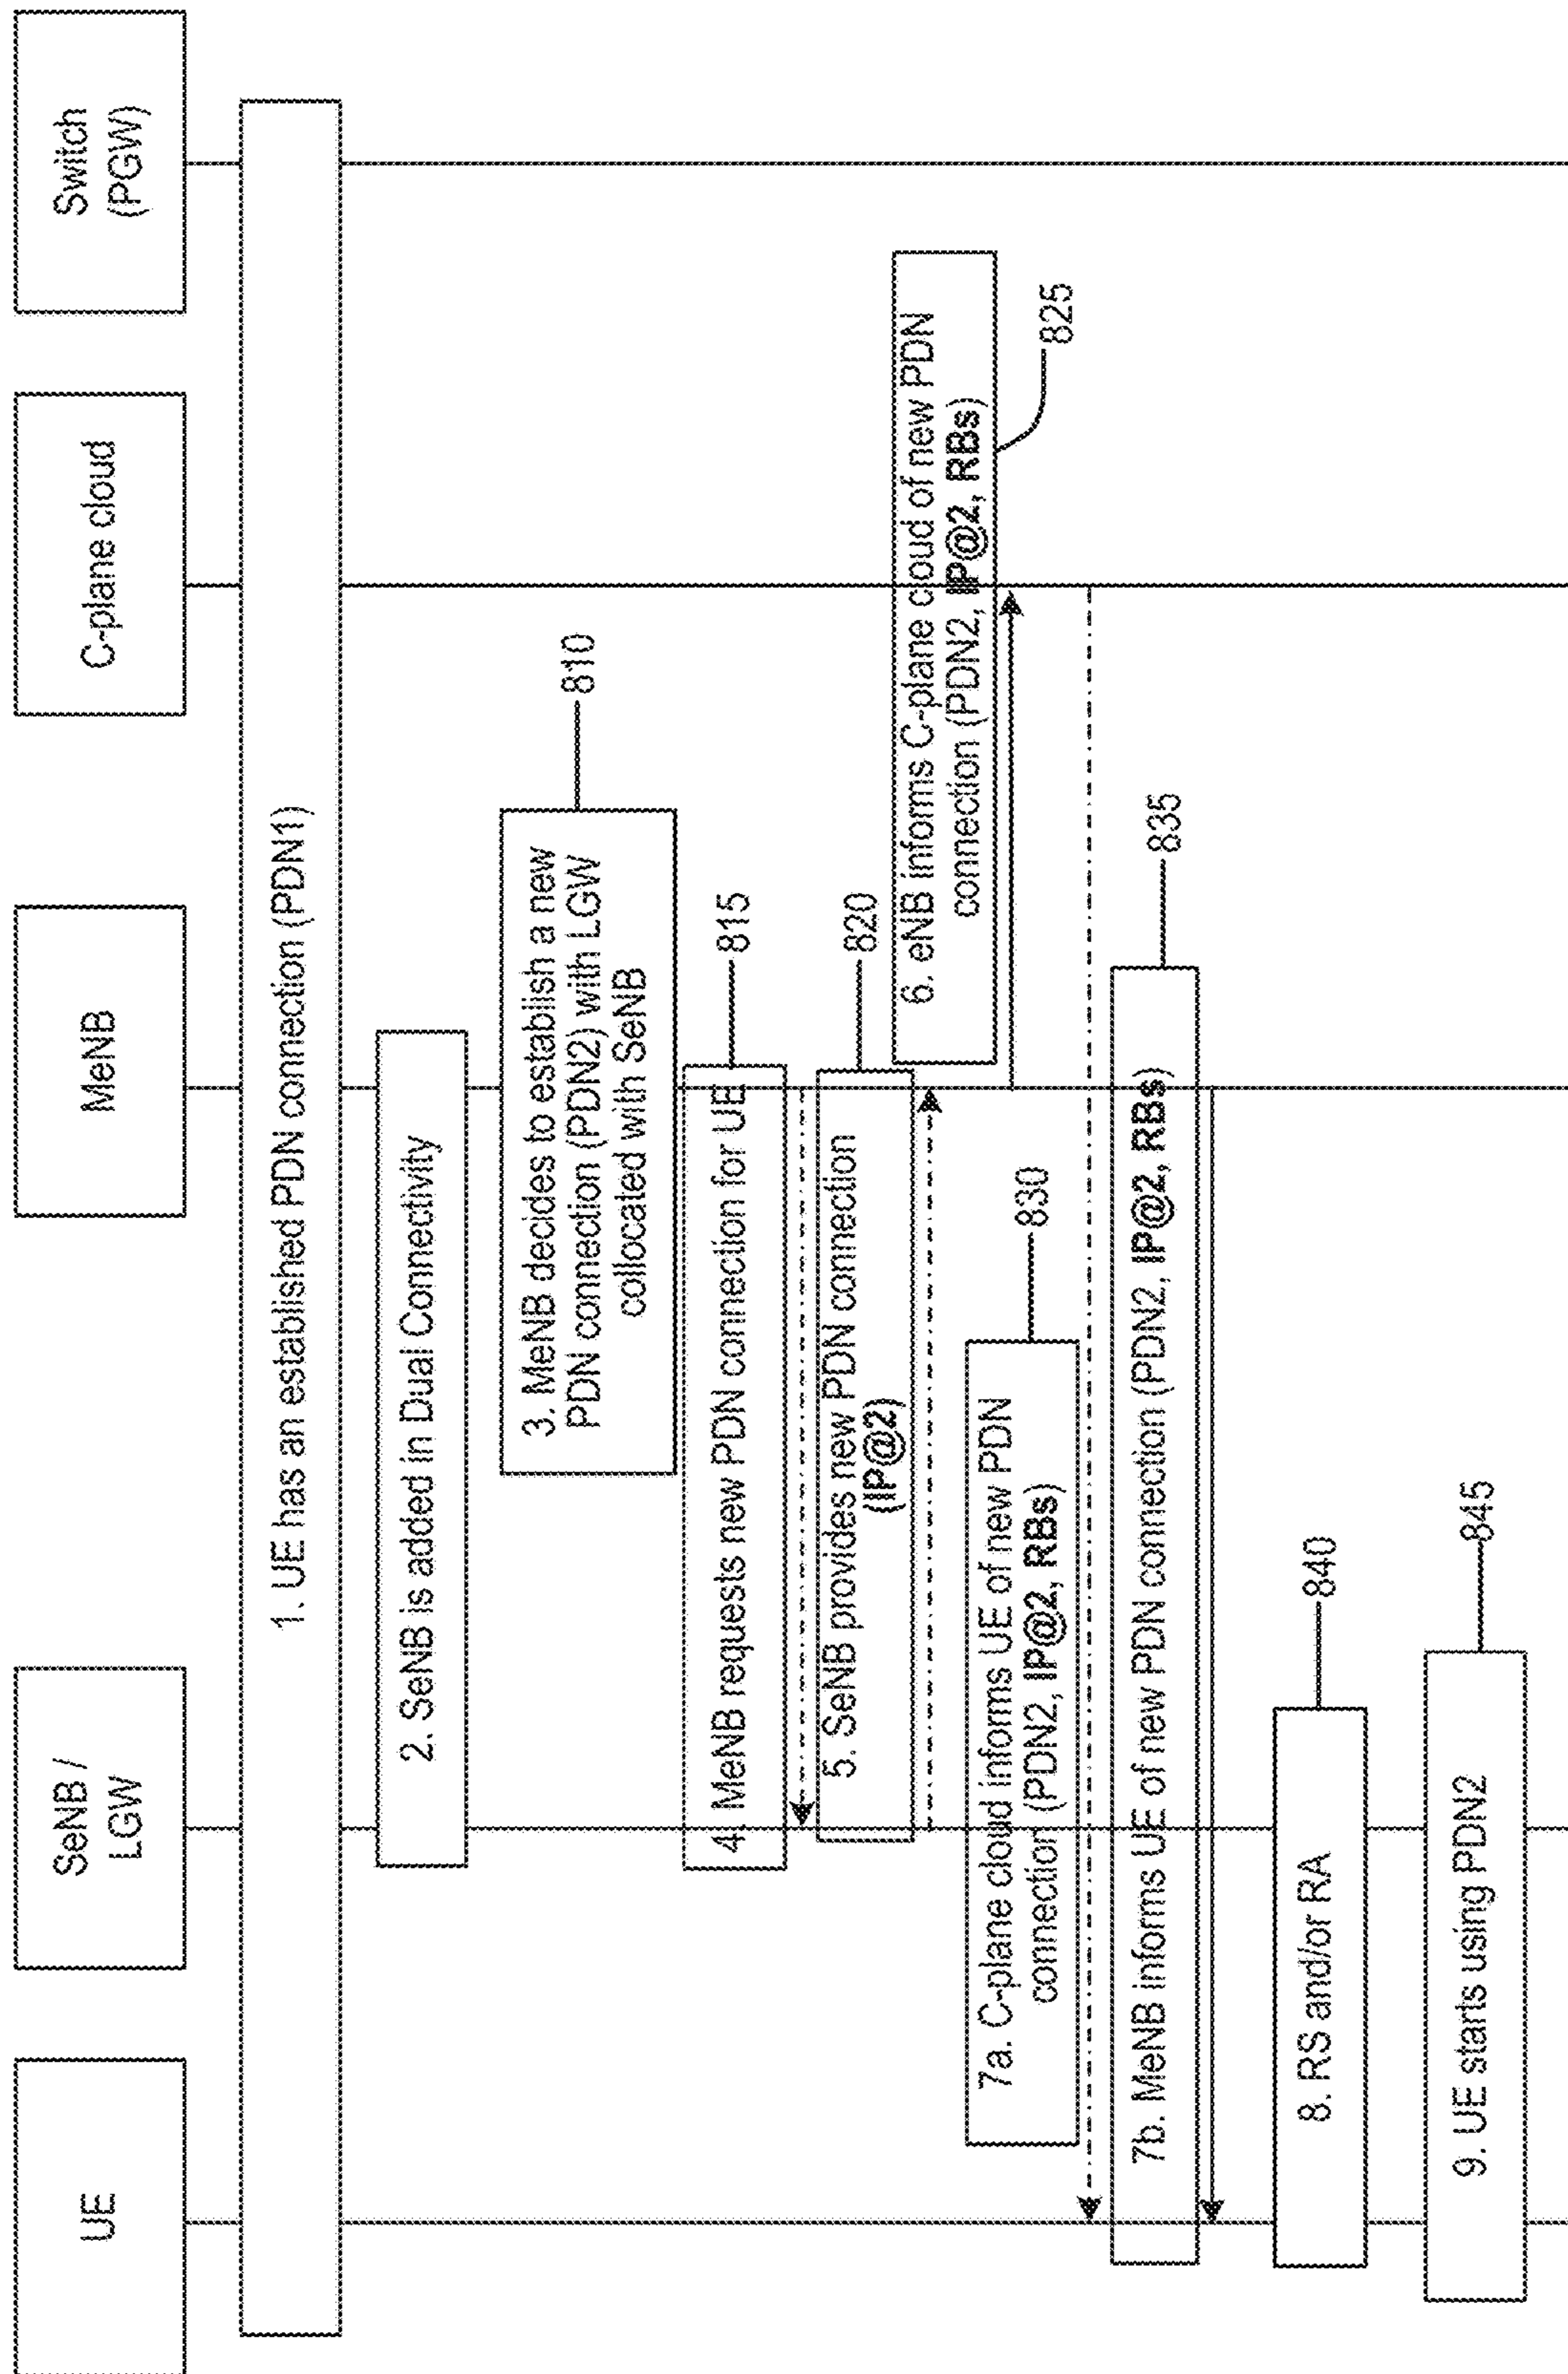 UE
SeNB /
LGW
MeNB
C-plane cloud
Switch
(PGW)
1. UE has an established PDN connection (PDN1)
2. SeNB is added in Dual Connectivity
3. MeNB decides to establish a new
PDN connection (PDN2) with LGW
collocated with SeNB
810
4. MeNB requests new PDN connection for UE
815
5. SeNB provides new PDN connection
(IP@2)
820
6. eNB informs C-plane coud of new PDN
connection (PDN2, IP@2, RBs)
825
7a. C-plane cloud informs UE of new PDN
connection (PDN2, IP@2, RBs)
830
7b. MeNB informs UE of new PDN connection (PDN2, IP@2, RBs)
835
8. RS and/or RA
840
9. UE starts using PDN2
845